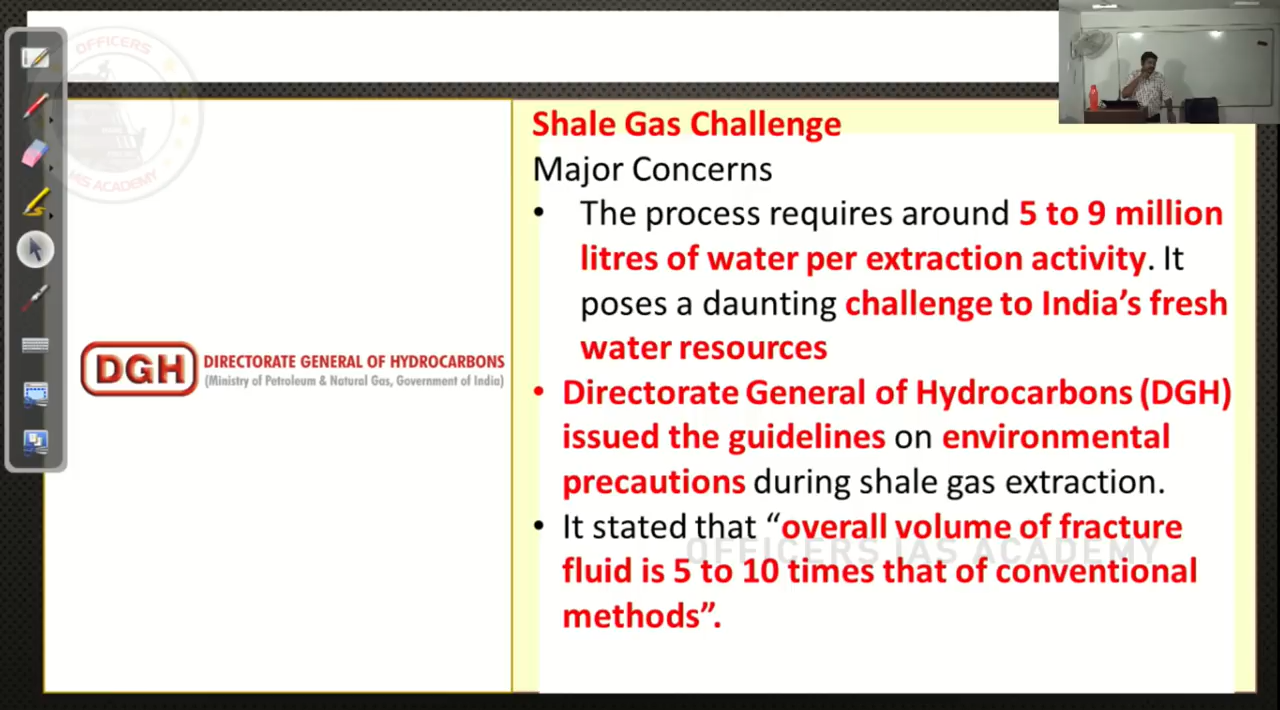 OFFICERS
IAS ACADEMY
DGH
DIRECTORATE GENERAL OF HYDROCARBONS
(Ministry of Petroleum & Natural Gas, Government of India)
Shale Gas Challenge
Major Concerns
• The process requires around 5 to 9 million
litres of water per extraction activity. It
poses a daunting challenge to India’s fresh
water resources
• Directorate General of Hydrocarbons (DGH)
issued the guidelines on environmental
precautions during shale gas extraction.
• It stated that “overall volume of fracture
fluid is 5 to 10 times that of conventional
methods”.
OFFICERS IAS ACADEMY